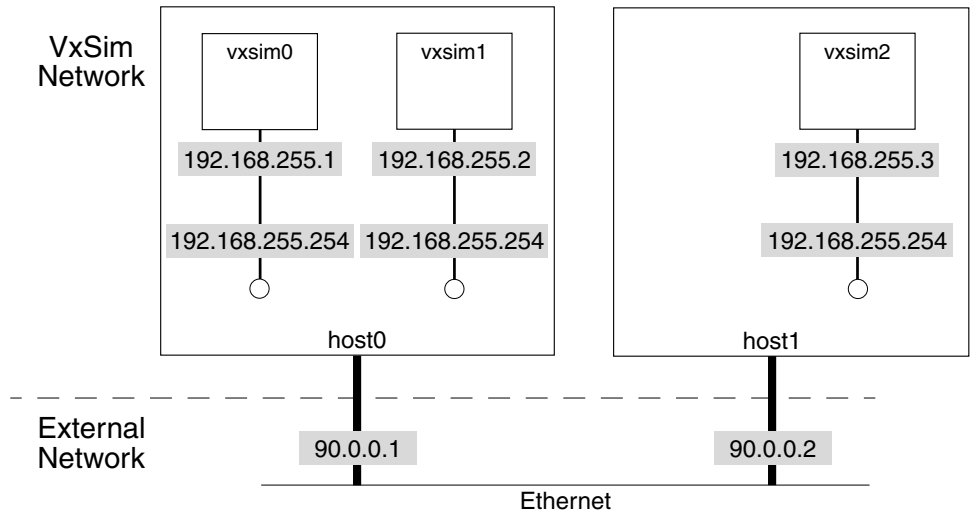 VxSim
Network
vxsim0
vxsim1
vxsim2
192.168.255.1
192.168.255.2
192.168.255.3
192.168.255.254
192.168.255.254
192.168.255.254
host0
host1
External
Network
90.0.0.1
90.0.0.2
Ethernet